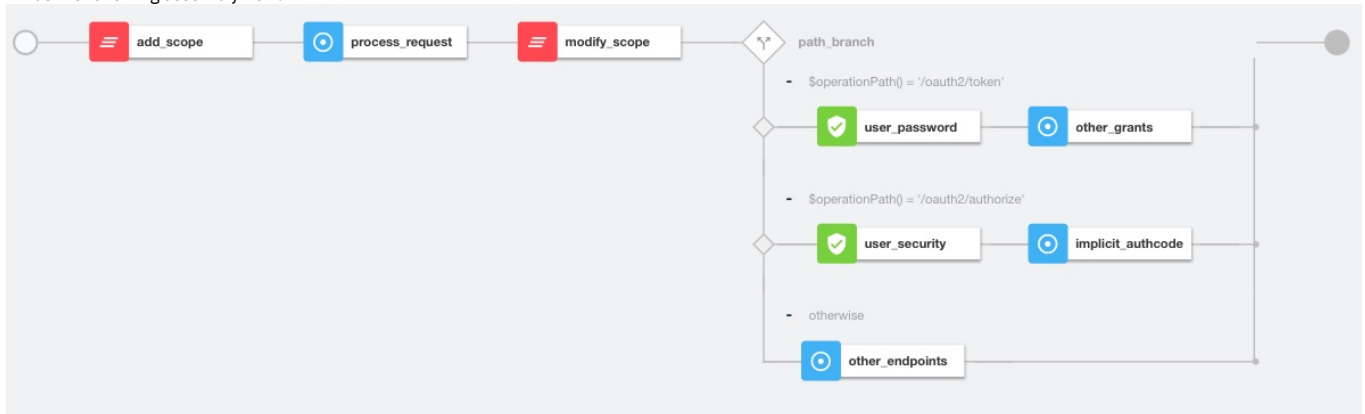 add_scope
process_request
modify_scope
path_branch
- $operationPath() = '/oauth2/token'
user_password
other_grants
- $operationPath() = '/oauth2/authorize'
user_security
implicit_authcode
- otherwise
other_endpoints